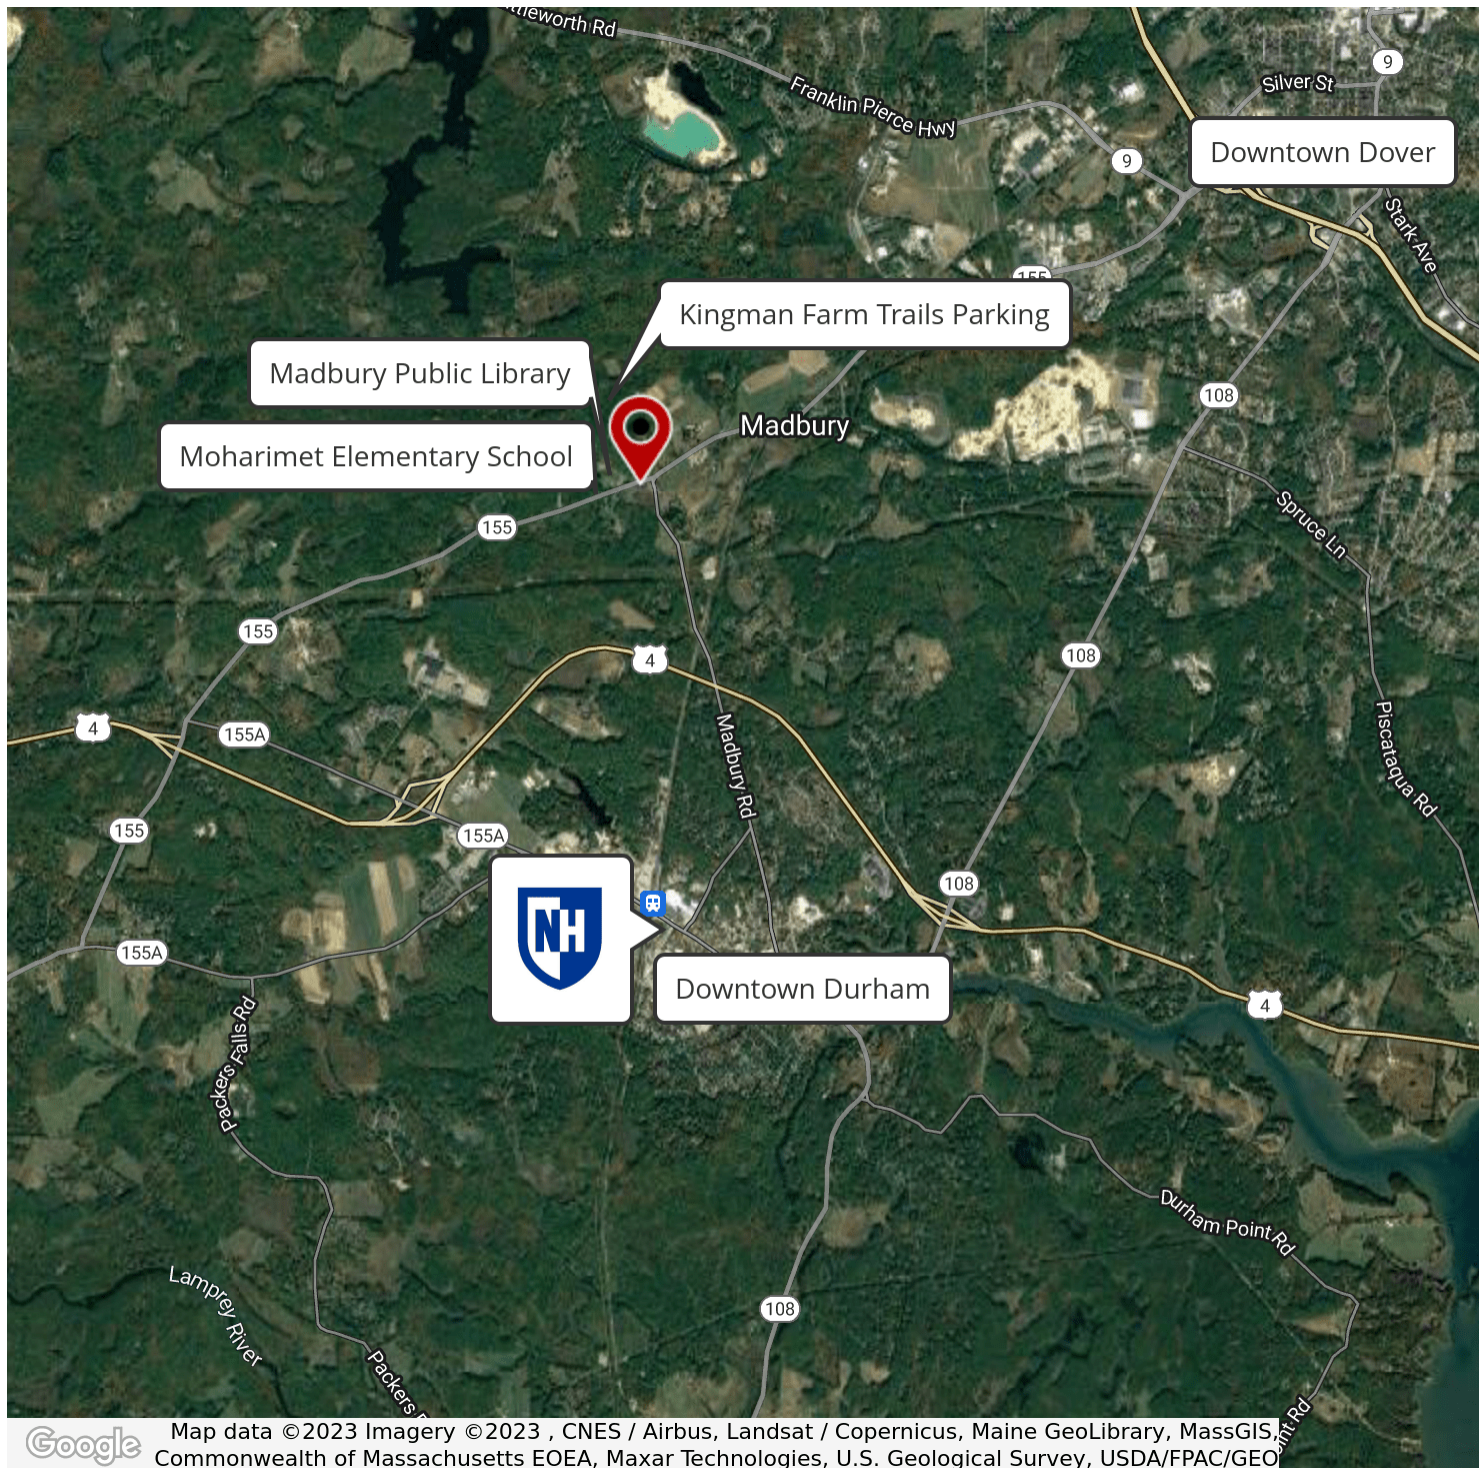 Franklin Pierce Hwy
9
Silver St
9
Downtown Dover
Stark Ave
155
Kingman Farm Trails Parking
Madbury Public Library
108
Madbury
Moharimet Elementary School
155
Spruce Ln
155
4
108
4
155A
Madbury Rd
Piscataqua Rd
155
155A
108
NH
155A
Downtown Durham
4
Packers Falls Rd
Durham Point Rd
Lamprey River
108
Packers
Rd
Google
Map data ©2023 Imagery ©2023 , CNES / Airbus, Landsat / Copernicus, Maine GeoLibrary, MassGIS,
Commonwealth of Massachusetts EOEA, Maxar Technologies, U.S. Geological Survey, USDA/FPAC/GEO